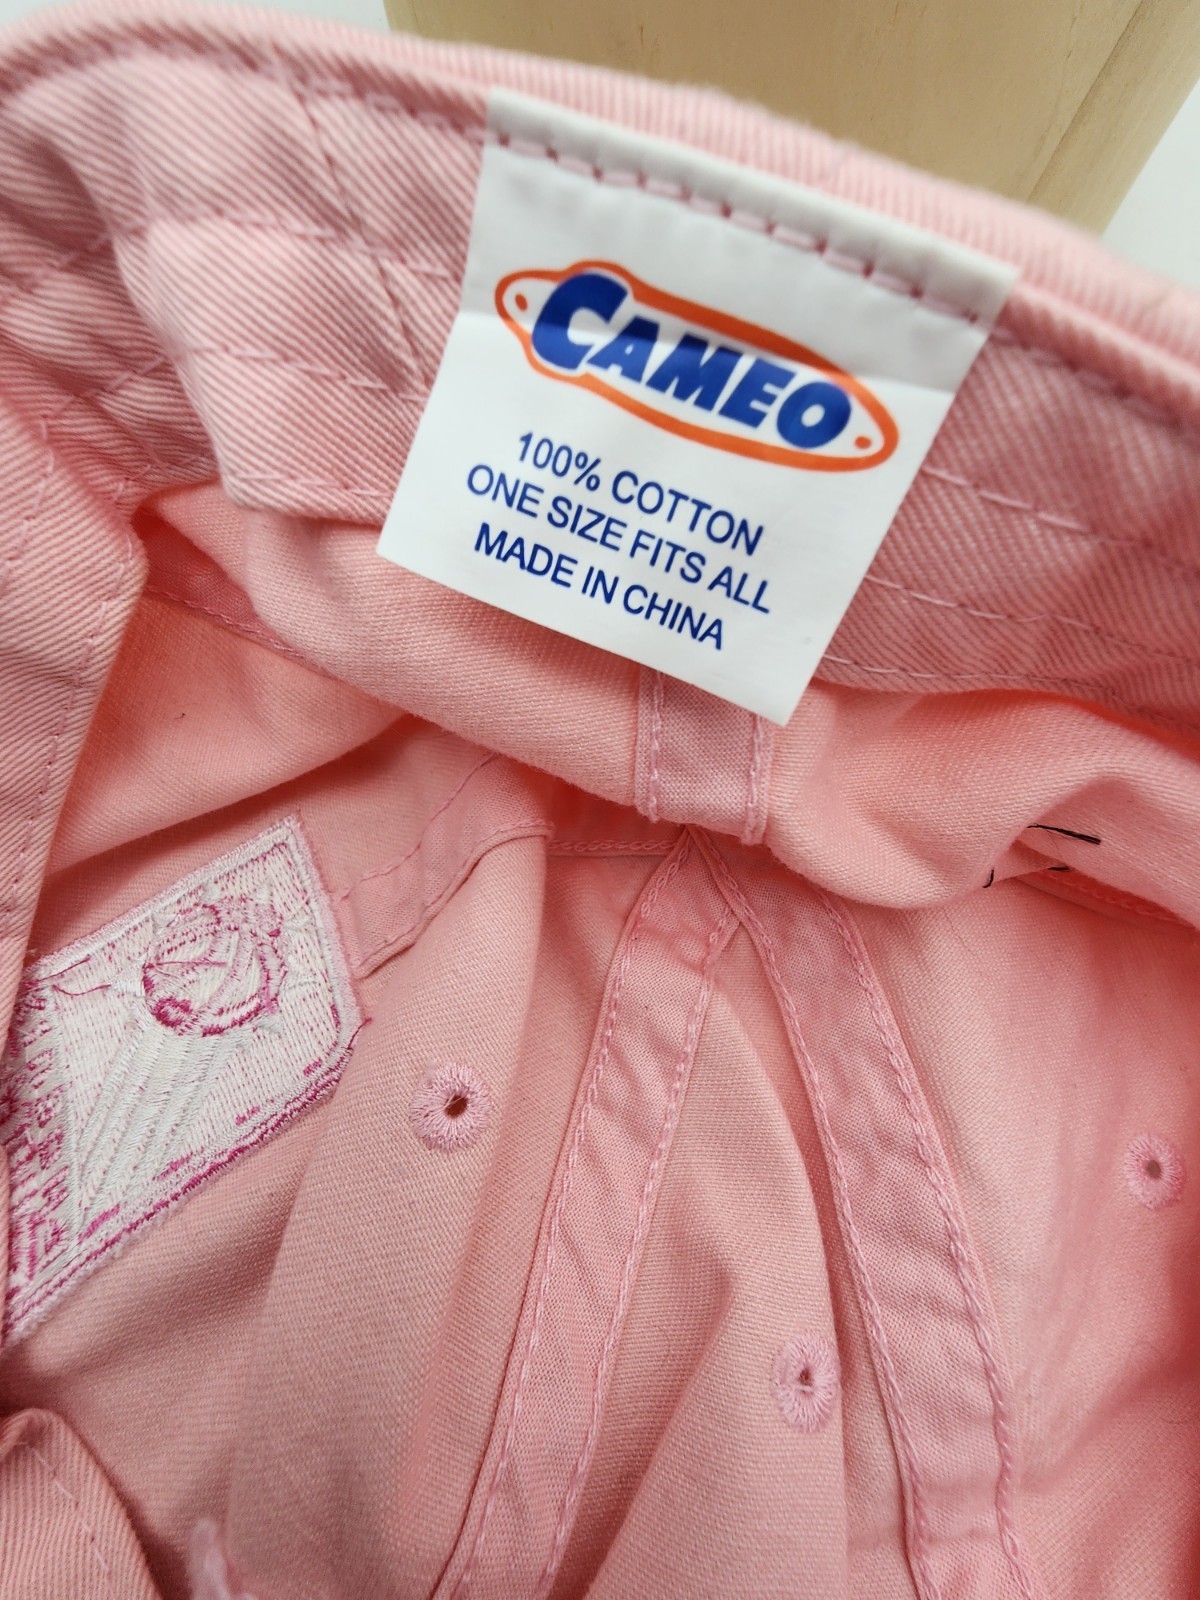 CAMEO
100% COTTON
ONE SIZE FITS ALL
MADE IN CHINA